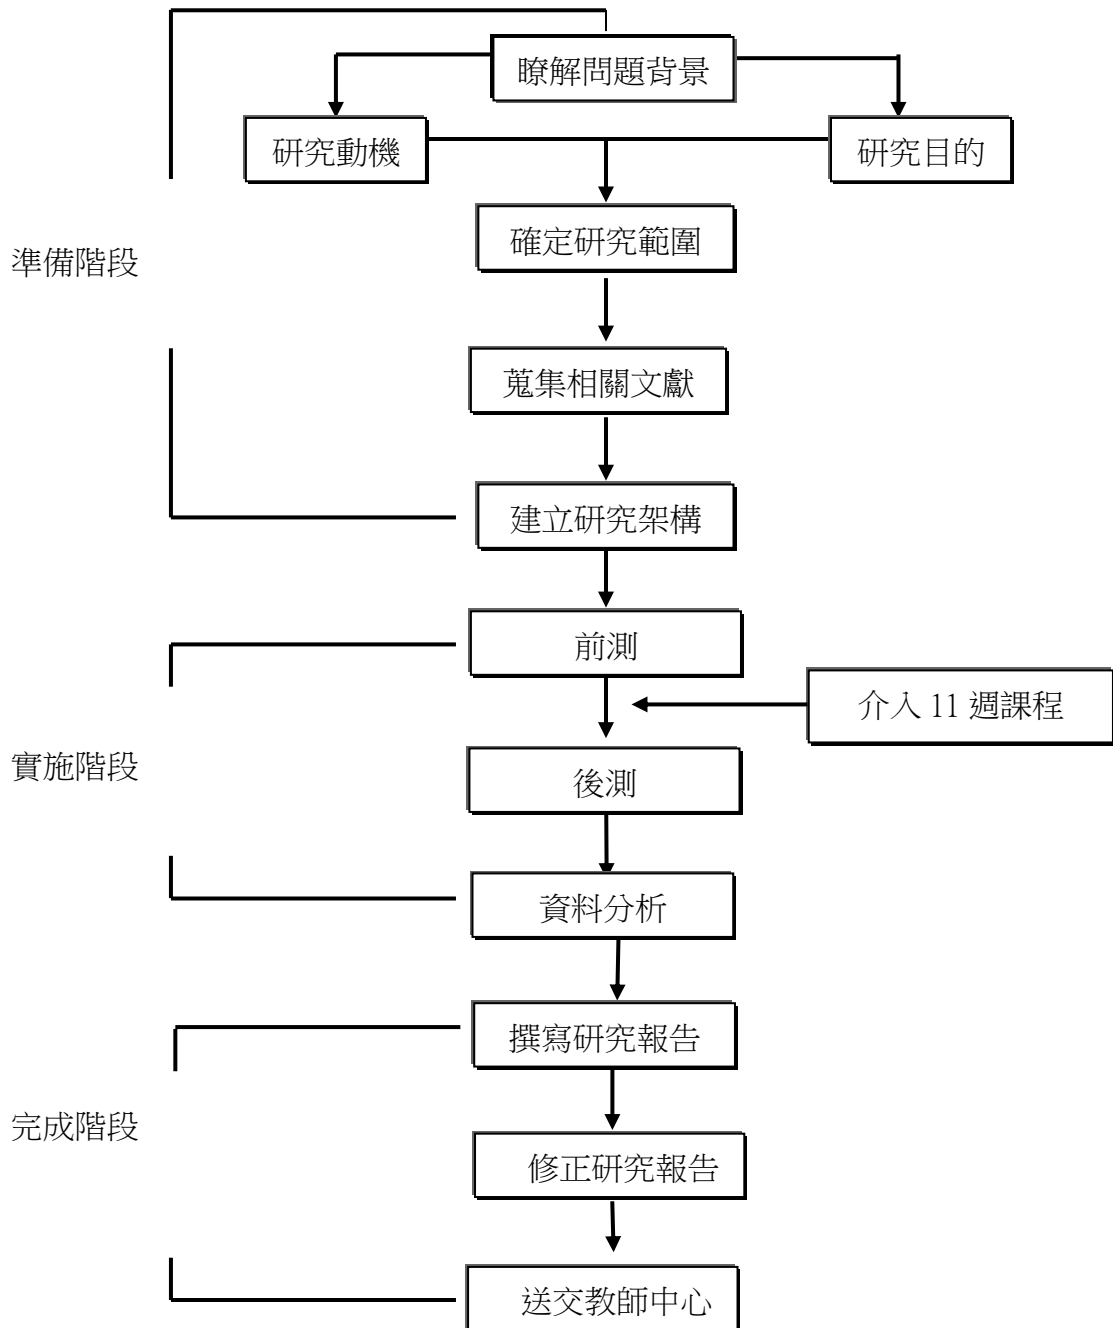 瞭解問題背景
研究動機
研究目的
確定研究範圍
準備階段
蒐集相關文獻
建立研究架構
前測
介入 11 週課程
實施階段
後測
資料分析
撰寫研究報告
完成階段
修正研究報告
送交教師中心